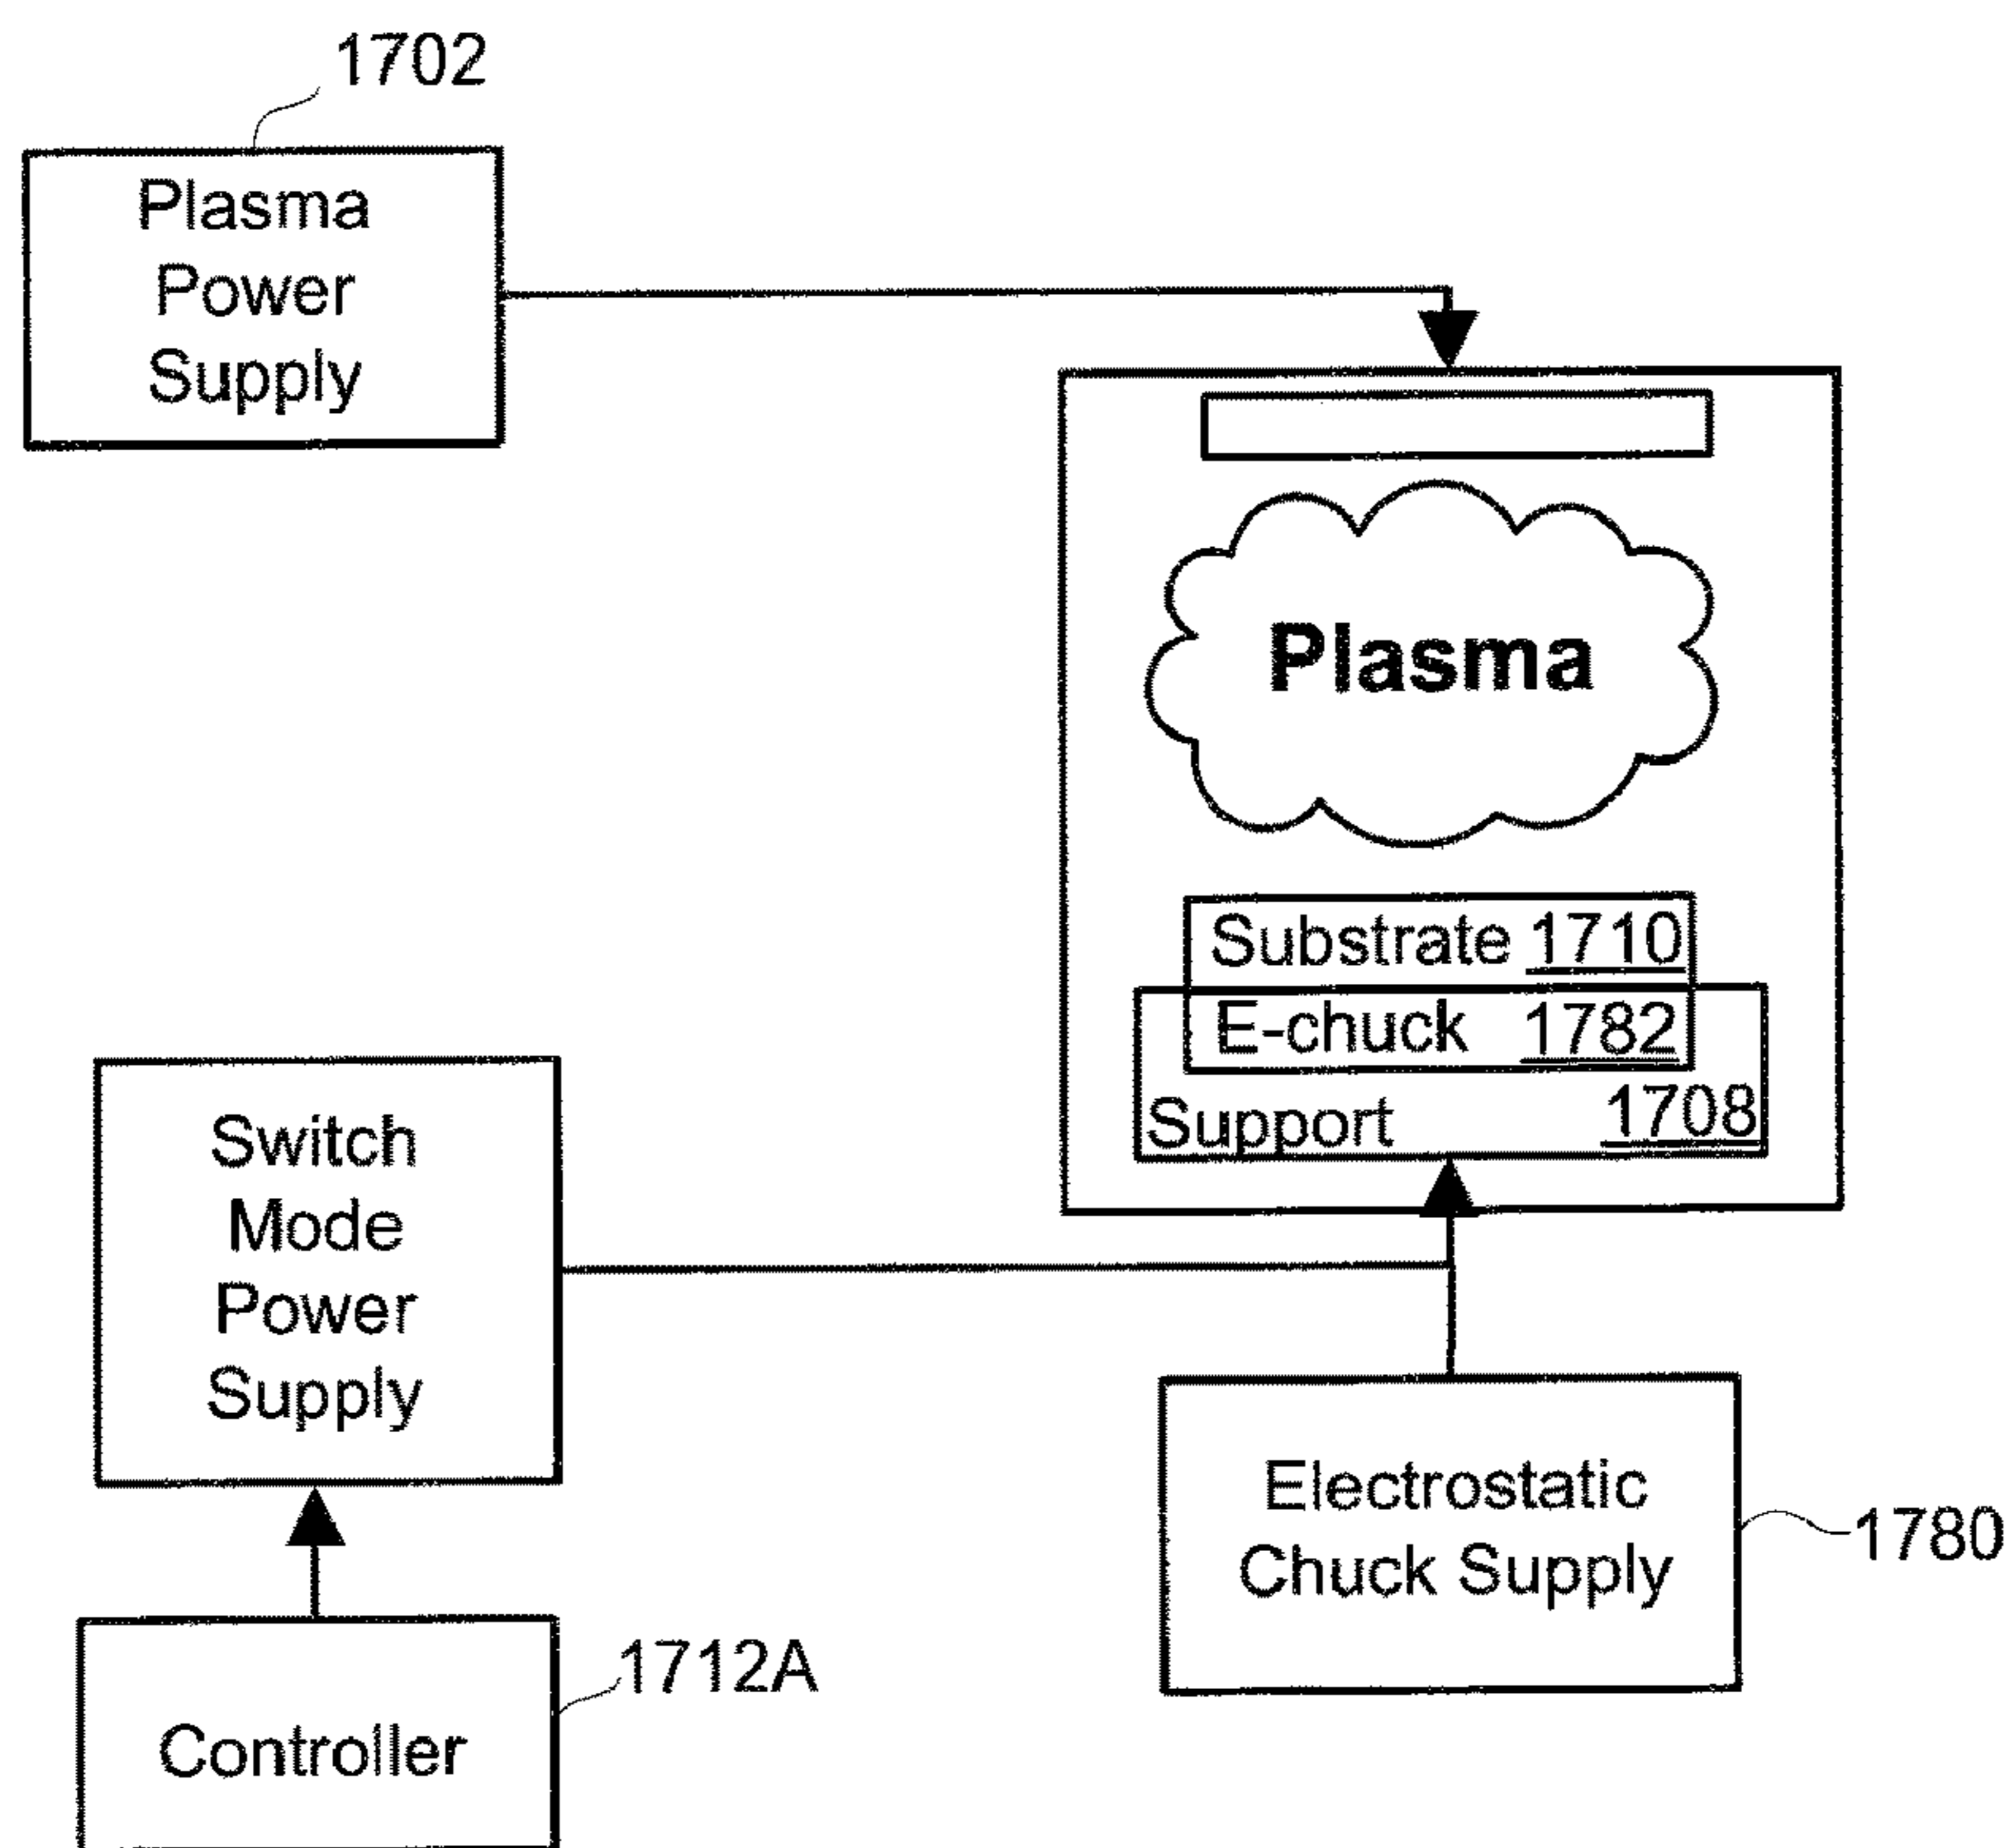 1702
Plasma
Power
Supply
Plasma
Substrate 1710
E-chuck 1782
Support 1708
Switch
Mode
Power
Supply
Electrostatic
Chuck Supply
1780
1712A
Controller